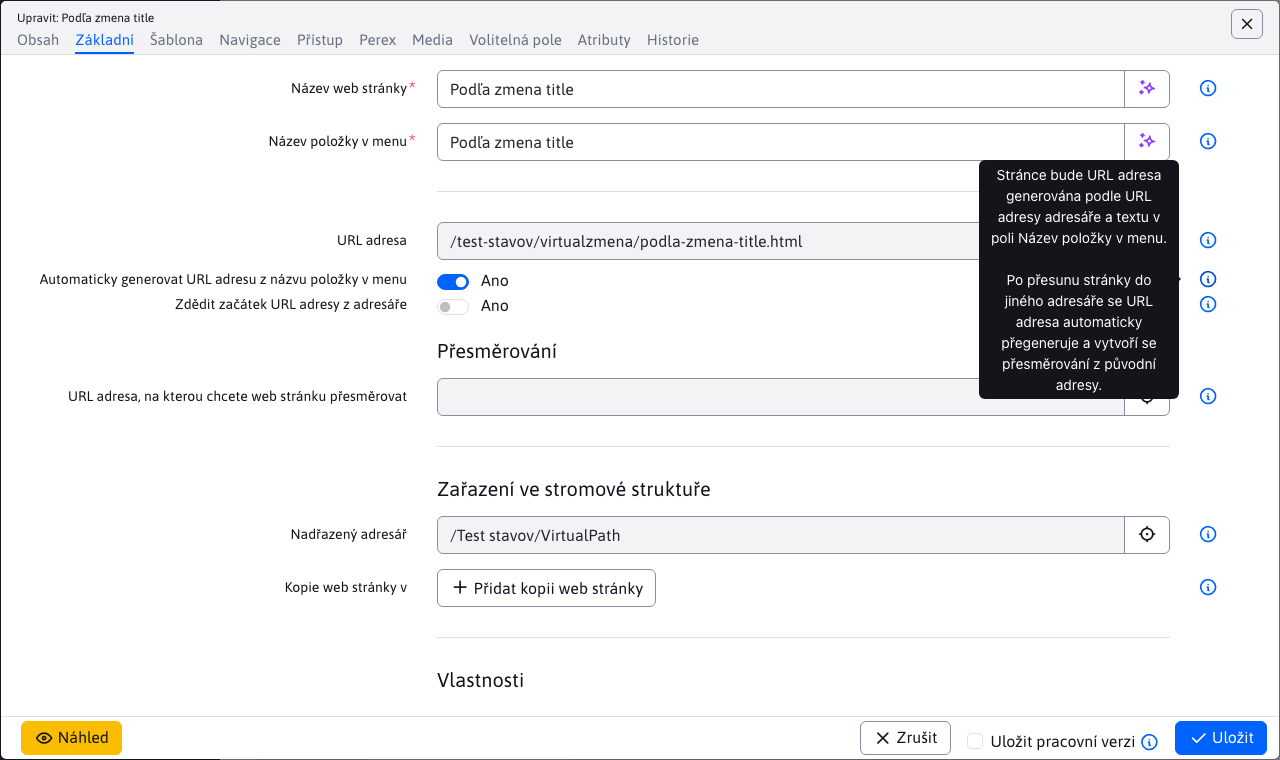 Upravit: Podľa zmena title
Obsah Základní Šablona Navigace Přístup Perex Media Volitelná pole Atributy Historie
Název web stránky* Podľa zmena title
Název položky v menu* Podľa zmena title
Stránce bude URL adresa
generována podle URL
adresy adresáře a textu v
poli Název položky v menu.
Po přesunu stránky do
jiného adresáře se URL
adresa automaticky
přegeneruje a vytvoří se
přesměrování z původní
adresy.
URL adresa /test-stavov/virtualzmena/podla-zmena-title.html
Automaticky generovat URL adresu z názvu položky v menu Ano
Zdědit začátek URL adresy z adresáře Ano
Přesměrování
URL adresa, na kterou chcete web stránku přesměrovat
Zařazení ve stromové struktuře
Nadřazený adresář /Test stavov/VirtualPath
Kopie web stránky v Přidat kopii web stránky
Vlastnosti
Náhled Zrušit Uložit pracovní verzi Uložit